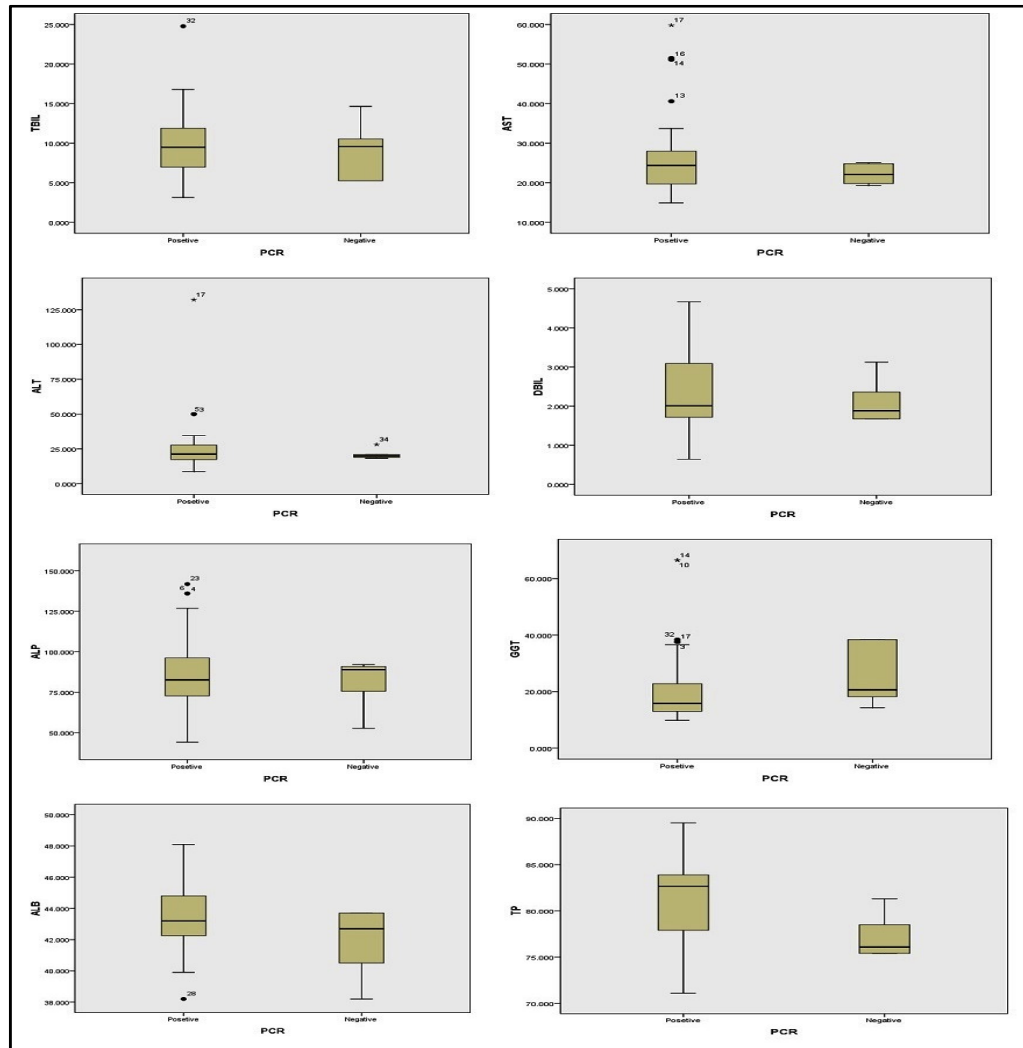 25.000
20.000
15.000
10.000
5.000
0.000
TBIL
32
Posetive
Negative
PCR
60.000
50.000
40.000
30.000
20.000
10.000
AST
17
16
14
13
Posetive
Negative
PCR
125.000
100.000
75.000
50.000
25.000
0.000
ALT
17
53
34
Posetive
Negative
PCR
5.000
4.000
3.000
2.000
1.000
0.000
DBIL
Posetive
Negative
PCR
150.000
125.000
100.000
75.000
50.000
ALP
23
6 4
Posetive
Negative
PCR
60.000
40.000
20.000
0.000
GGT
14
10
32 17
3
Posetive
Negative
PCR
50.000
48.000
46.000
44.000
42.000
40.000
38.000
ALB
28
Posetive
Negative
PCR
90.000
85.000
80.000
75.000
70.000
TP
Posetive
Negative
PCR